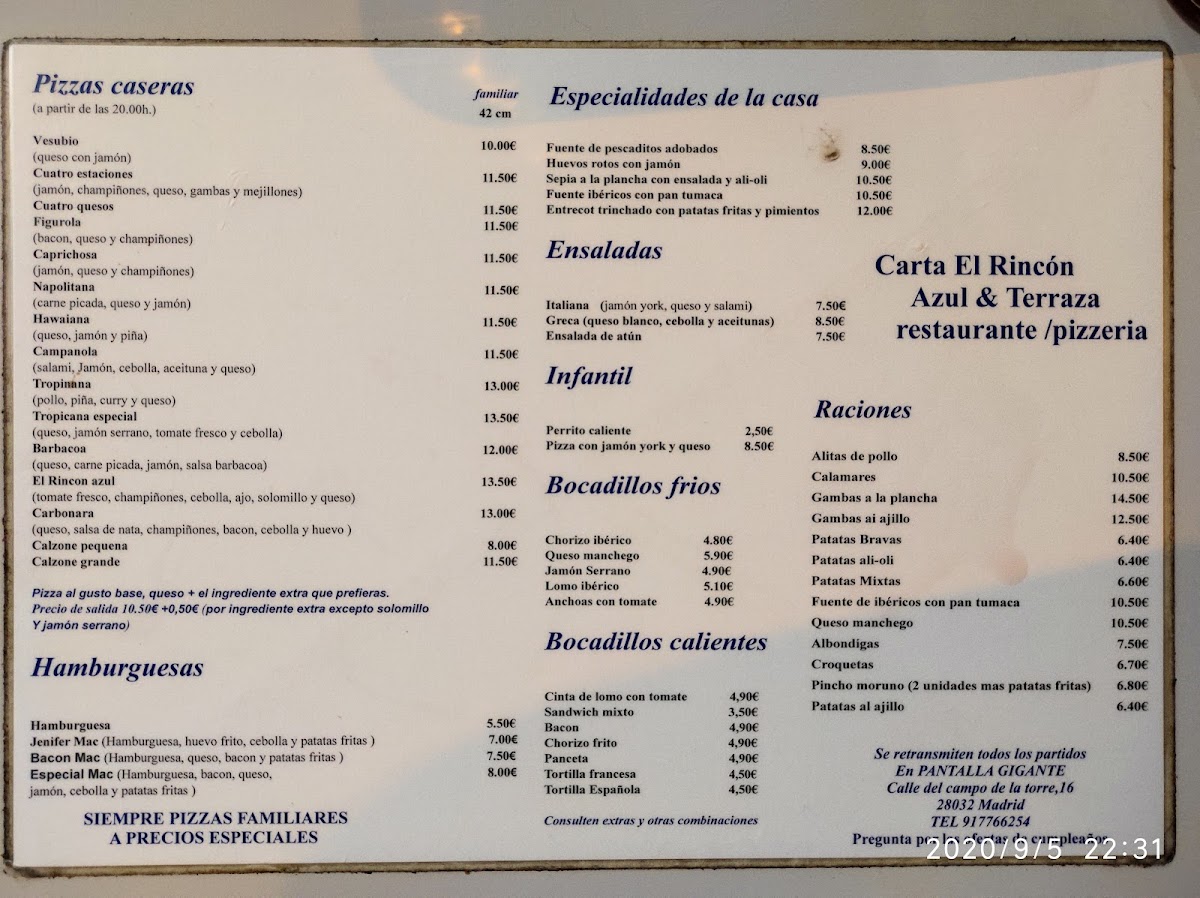 Pizzas caseras
(a partir de las 20.00h.)
familiar
42 cm
Vesubio 10.00€
(queso con jamón)
Cuatro estaciones 11.50€
(jamón, champiñones, queso, gambas y mejillones)
Cuatro quesos 11.50€
Figurola 11.50€
(bacon, queso y champiñones)
Caprichosa 11.50€
(jamón, queso y champiñones)
Napolitana 11.50€
(carne picada, queso y jamón)
Hawaiana 11.50€
(queso, jamón y piña)
Campanola 11.50€
(salami, Jamón, cebolla, aceituna y queso)
Tropinana 13.00€
(pollo, piña, curry y queso)
Tropicana especial 13.50€
(queso, jamón serrano, tomate fresco y cebolla)
Barbacoa 12.00€
(queso, carne picada, jamón, salsa barbacoa)
El Rincon azul 13.50€
(tomate fresco, champiñones, cebolla, ajo, solomillo y queso)
Carbonara 13.00€
(queso, salsa de nata, champiñones, bacon, cebolla y huevo )
Calzone pequena 8.00€
Calzone grande 11.50€
Pizza al gusto base, queso + el ingrediente extra que prefieras.
Precio de salida 10.50€ +0,50€ (por ingrediente extra excepto solomillo
Y jamón serrano)
Hamburguesas
Hamburguesa 5.50€
Jenifer Mac (Hamburguesa, huevo frito, cebolla y patatas fritas ) 7.00€
Bacon Mac (Hamburguesa, queso, bacon y patatas fritas ) 7.50€
Especial Mac (Hamburguesa, bacon, queso, 8.00€
jamón, cebolla y patatas fritas )
SIEMPRE PIZZAS FAMILIARES
A PRECIOS ESPECIALES
Especialidades de la casa
Fuente de pescaditos adobados 8.50€
Huevos rotos con jamón 9.00€
Sepia a la plancha con ensalada y ali-oli 10.50€
Fuente ibéricos con pan tumaca 10.50€
Entrecot trinchado con patatas fritas y pimientos 12.00€
Ensaladas
Italiana (jamón york, queso y salami) 7.50€
Greca (queso blanco, cebolla y aceitunas) 8.50€
Ensalada de atún 7.50€
Infantil
Perrito caliente 2,50€
Pizza con jamón york y queso 8.50€
Bocadillos frios
Chorizo ibérico 4.80€
Queso manchego 5.90€
Jamón Serrano 4.90€
Lomo ibérico 5.10€
Anchoas con tomate 4.90€
Bocadillos calientes
Cinta de lomo con tomate 4,90€
Sandwich mixto 3,50€
Bacon 4,90€
Chorizo frito 4,90€
Panceta 4,90€
Tortilla francesa 4,50€
Tortilla Española 4,50€
Consulten extras y otras combinaciones
Carta El Rincón
Azul & Terraza
restaurante /pizzeria
Raciones
Alitas de pollo 8.50€
Calamares 10.50€
Gambas a la plancha 14.50€
Gambas ai ajillo 12.50€
Patatas Bravas 6.40€
Patatas ali-oli 6.40€
Patatas Mixtas 6.60€
Fuente de ibéricos con pan tumaca 10.50€
Queso manchego 10.50€
Albondigas 7.50€
Croquetas 6.70€
Pincho moruno (2 unidades mas patatas fritas) 6.80€
Patatas al ajillo 6.40€
Se retransmiten todos los partidos
En PANTALLA GIGANTE
Calle del campo de la torre,16
28032 Madrid
TEL 917766254
Pregunta por las ofertas de cumpleaños
2020/9/5 22:31